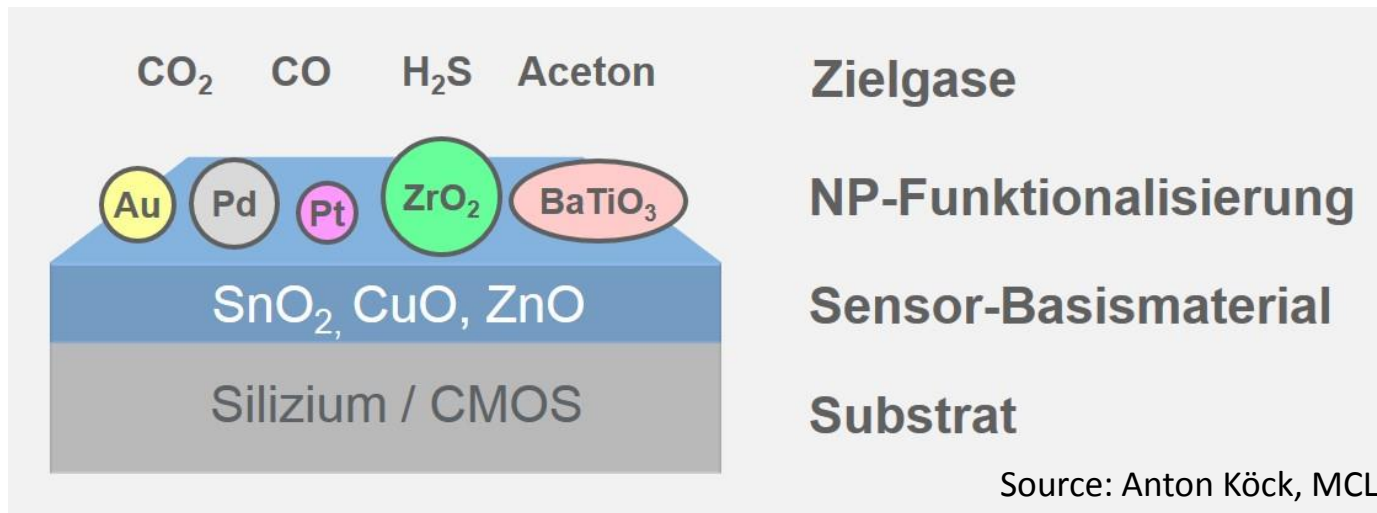 CO₂ CO H₂S Aceton Zielgase
Au Pd Pt ZrO₂ BaTiO₃ NP-Funktionalisierung
SnO₂, CuO, ZnO Sensor-Basismaterial
Silizium / CMOS Substrat
Source: Anton Köck, MCL